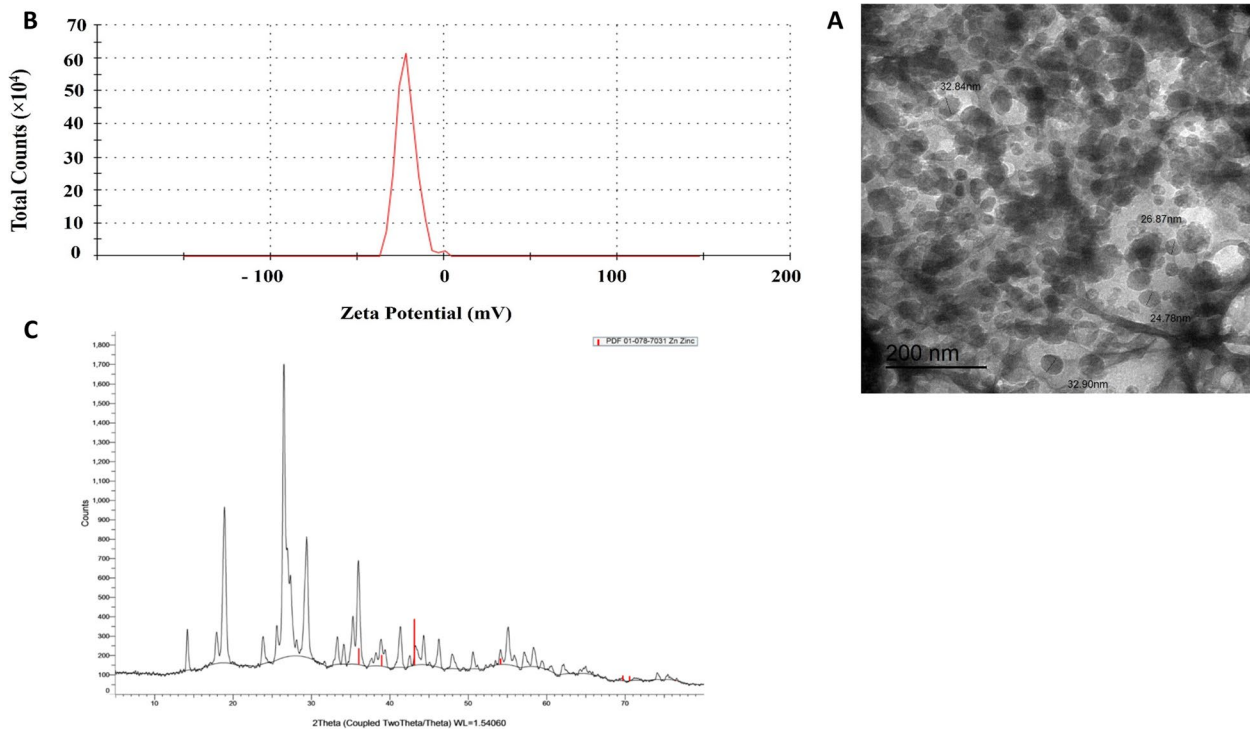 B
70
60
50
40
30
20
10
0
Total Counts (×10⁴)
- 100
0
100
200
Zeta Potential (mV)
A
32.84nm
26.87nm
24.78nm
200 nm
32.90nm
C
PDF 01-078-7031 Zn Zinc
1,800
1,700
1,600
1,500
1,400
1,300
1,200
1,100
1,000
900
800
700
600
500
400
300
200
100
0
Counts
10
20
30
40
50
60
70
2Theta (Coupled TwoTheta/Theta) WL=1.54060